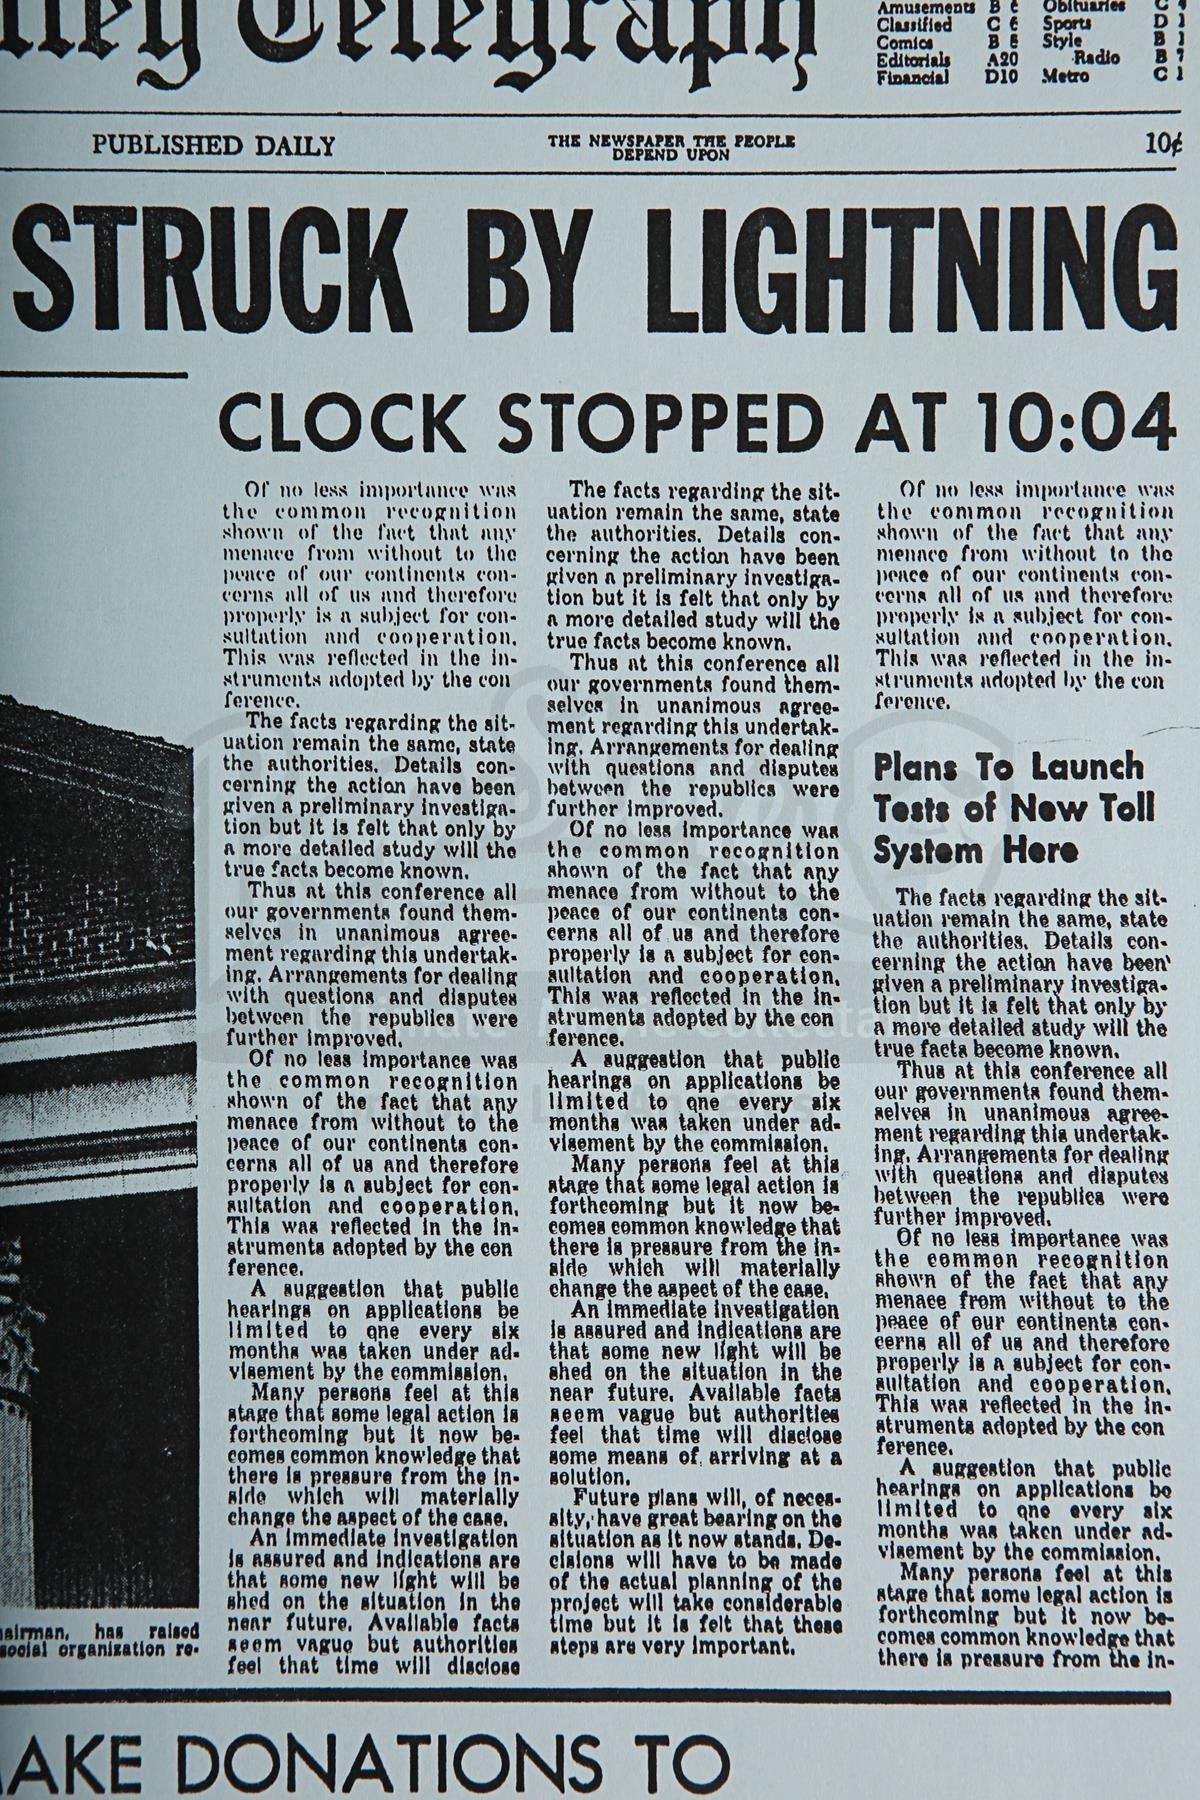 Telegraph
Amusements B 6 Obituaries C 4
Classified C 6 Sports D 1
Comics B 8 Style B 1
Editorials A20 Radio B 7
Financial D10 Metro C 1
PUBLISHED DAILY
THE NEWSPAPER THE PEOPLE
DEPEND UPON
10¢
STRUCK BY LIGHTNING
CLOCK STOPPED AT 10:04
Of no less importance was
the common recognition
shown of the fact that any
menace from without to the
peace of our continents con-
cerns all of us and therefore
properly is a subject for con-
sultation and cooperation.
This was reflected in the in-
struments adopted by the con
ference.
The facts regarding the sit-
uation remain the same, state
the authorities. Details con-
cerning the action have been
given a preliminary investiga-
tion but it is felt that only by
a more detailed study will the
true facts become known.
Thus at this conference all
our governments found them-
selves in unanimous agree-
ment regarding this undertak-
ing. Arrangements for dealing
with questions and disputes
between the republics were
further improved.
Of no less importance was
the common recognition
shown of the fact that any
menace from without to the
peace of our continents con-
cerns all of us and therefore
properly is a subject for con-
sultation and cooperation.
This was reflected in the in-
struments adopted by the con
ference.
A suggestion that public
hearings on applications be
limited to qne every six
months was taken under ad-
visement by the commission.
Many persons feel at this
stage that some legal action is
forthcoming but it now be-
comes common knowledge that
there is pressure from the in-
side which will materially
change the aspect of the case.
An immediate investigation
is assured and indications are
that some new light will be
shed on the situation in the
near future. Available facts
seem vague but authorities
feel that time will disclose
The facts regarding the sit-
uation remain the same, state
the authorities. Details con-
cerning the action have been
given a preliminary investiga-
tion but it is felt that only by
a more detailed study will the
true facts become known.
Thus at this conference all
our governments found them-
selves in unanimous agree-
ment regarding this undertak-
ing. Arrangements for dealing
with questions and disputes
between the republics were
further improved.
Of no less importance was
the common recognition
shown of the fact that any
menace from without to the
peace of our continents con-
cerns all of us and therefore
properly is a subject for con-
sultation and cooperation.
This was reflected in the in-
struments adopted by the con
ference.
A suggestion that public
hearings on applications be
limited to qne every six
months was taken under ad-
visement by the commission.
Many persons feel at this
stage that some legal action is
forthcoming but it now be-
comes common knowledge that
there is pressure from the in-
side which will materially
change the aspect of the case.
An immediate investigation
is assured and indications are
that some new light will be
shed on the situation in the
near future. Available facts
seem vague but authorities
feel that time will disclose
some means of arriving at a
solution.
Future plans will, of neces-
sity, have great bearing on the
situation as it now stands. De-
cisions will have to be made
of the actual planning of the
project will take considerable
time but it is felt that these
steps are very important.
Of no less importance was
the common recognition
shown of the fact that any
menace from without to the
peace of our continents con-
cerns all of us and therefore
properly is a subject for con-
sultation and cooperation.
This was reflected in the in-
struments adopted by the con
ference.
Plans To Launch
Tests of New Toll
System Here
The facts regarding the sit-
uation remain the same, state
the authorities. Details con-
cerning the action have been
given a preliminary investiga-
tion but it is felt that only by
a more detailed study will the
true facts become known.
Thus at this conference all
our governments found them-
selves in unanimous agree-
ment regarding this undertak-
ing. Arrangements for dealing
with questions and disputes
between the republics were
further improved.
Of no less importance was
the common recognition
shown of the fact that any
menace from without to the
peace of our continents con-
cerns all of us and therefore
properly is a subject for con-
sultation and cooperation.
This was reflected in the in-
struments adopted by the con
ference.
A suggestion that public
hearings on applications be
limited to qne every six
months was taken under ad-
visement by the commission.
Many persons feel at this
stage that some legal action is
forthcoming but it now be-
comes common knowledge that
there is pressure from the in-
airman, has raised
social organization re-
AKE DONATIONS TO